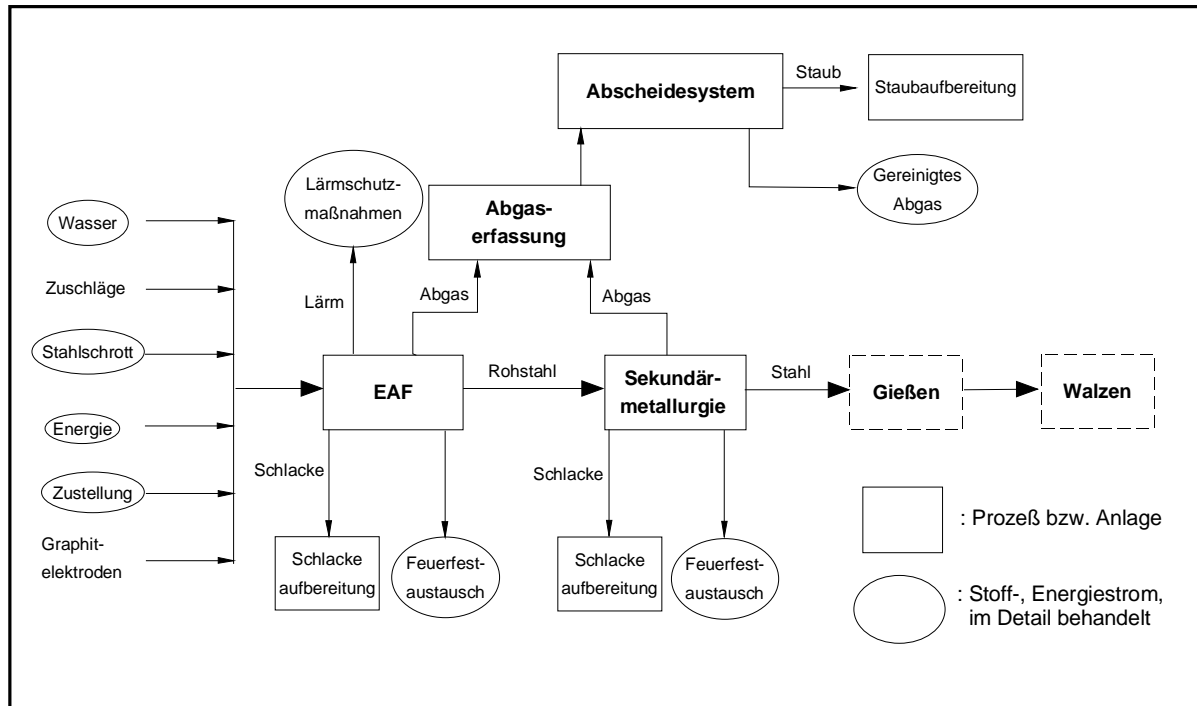 Staub
Abscheidesystem
Staubaufbereitung
Lärmschutz-
maßnahmen
Gereinigtes
Abgas
Abgas-
erfassung
Wasser
Zuschläge
Lärm
Abgas
Abgas
Stahlschrott
EAF
Rohstahl
Sekundär-
metallurgie
Stahl
Gießen
Walzen
Energie
Schlacke
Schlacke
Zustellung
: Prozeß bzw. Anlage
Graphit-
elektroden
Schlacke
aufbereitung
Feuerfest-
austausch
Schlacke
aufbereitung
Feuerfest-
austausch
: Stoff-, Energiestrom,
im Detail behandelt